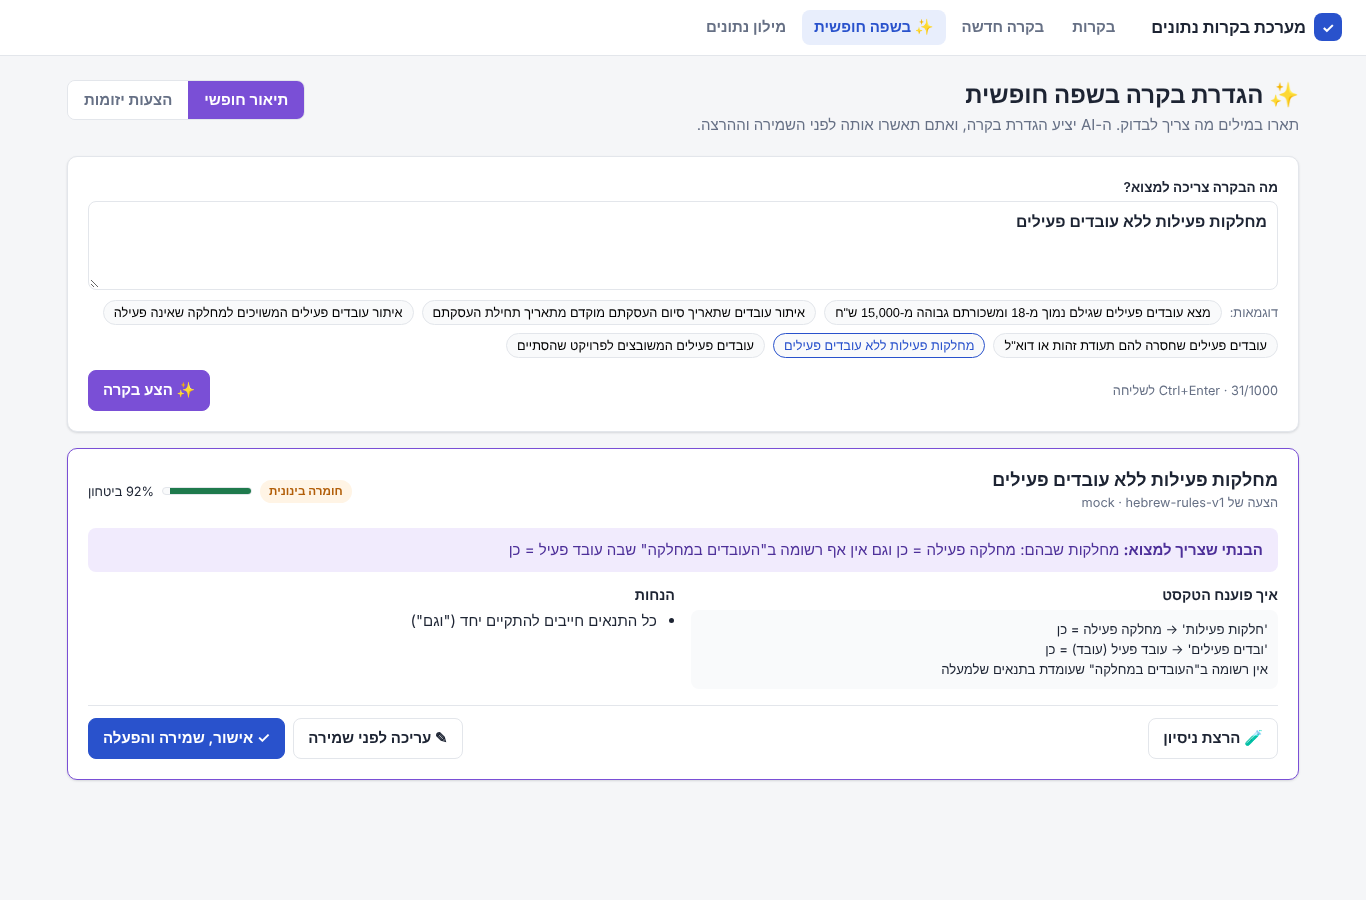 מערכת בקרות נתונים
בקרות
בקרה חדשה
✨ בשפה חופשית
מילון נתונים
✨ הגדרת בקרה בשפה חופשית
תארו במילים מה צריך לבדוק. ה-AI יציע הגדרת בקרה, ואתם תאשרו אותה לפני השמירה וההרצה.
תיאור חופשי
הצעות יזומות
מה הבקרה צריכה למצוא?
מחלקות פעילות ללא עובדים פעילים
דוגמאות:
מצא עובדים פעילים שגילם נמוך מ-18 ומשכורתם גבוהה מ-15,000 ש"ח
איתור עובדים שתאריך סיום העסקתם מוקדם מתאריך תחילת העסקתם
איתור עובדים פעילים המשויכים למחלקה שאינה פעילה
עובדים פעילים שחסרה להם תעודת זהות או דוא"ל
מחלקות פעילות ללא עובדים פעילים
עובדים פעילים המשובצים לפרויקט שהסתיים
31/1000 · Ctrl+Enter לשליחה
✨ הצע בקרה
מחלקות פעילות ללא עובדים פעילים
הצעה של mock · hebrew-rules-v1
חומרה בינונית
92% ביטחון
הבנתי שצריך למצוא: מחלקות שבהם: מחלקה פעילה = כן וגם אין אף רשומה ב"העובדים במחלקה" שבה עובד פעיל = כן
איך פוענח הטקסט
'חלקות פעילות' → מחלקה פעילה = כן
'ובדים פעילים' → עובד פעיל (עובד) = כן
אין רשומה ב"העובדים במחלקה" שעומדת בתנאים שלמעלה
הנחות
• כל התנאים חייבים להתקיים יחד ("וגם")
🧪 הרצת ניסיון
✎ עריכה לפני שמירה
✓ אישור, שמירה והפעלה